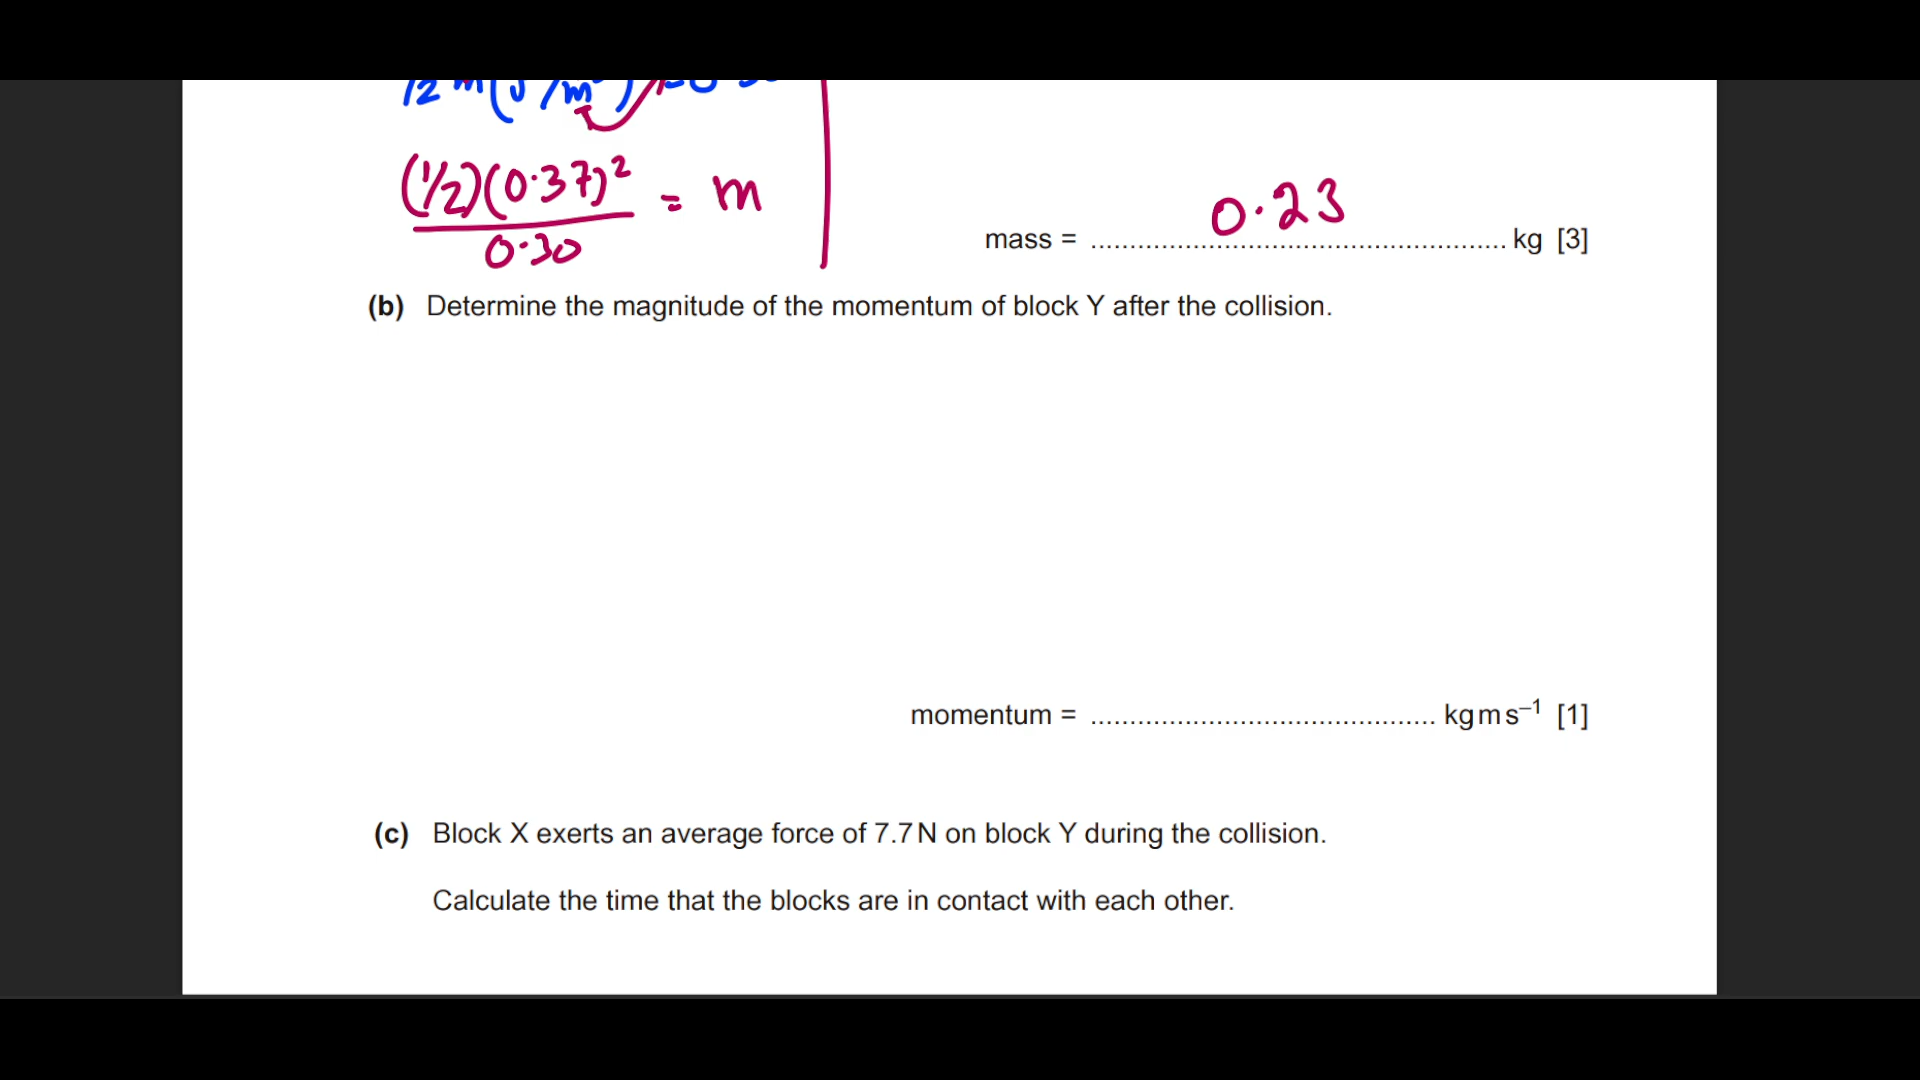 (1/2)(0.37)² / 0.30 = m
0.23
mass = ........................................ kg [3]
(b) Determine the magnitude of the momentum of block Y after the collision.
momentum = ........................................ kg m s⁻¹ [1]
(c) Block X exerts an average force of 7.7 N on block Y during the collision.
Calculate the time that the blocks are in contact with each other.